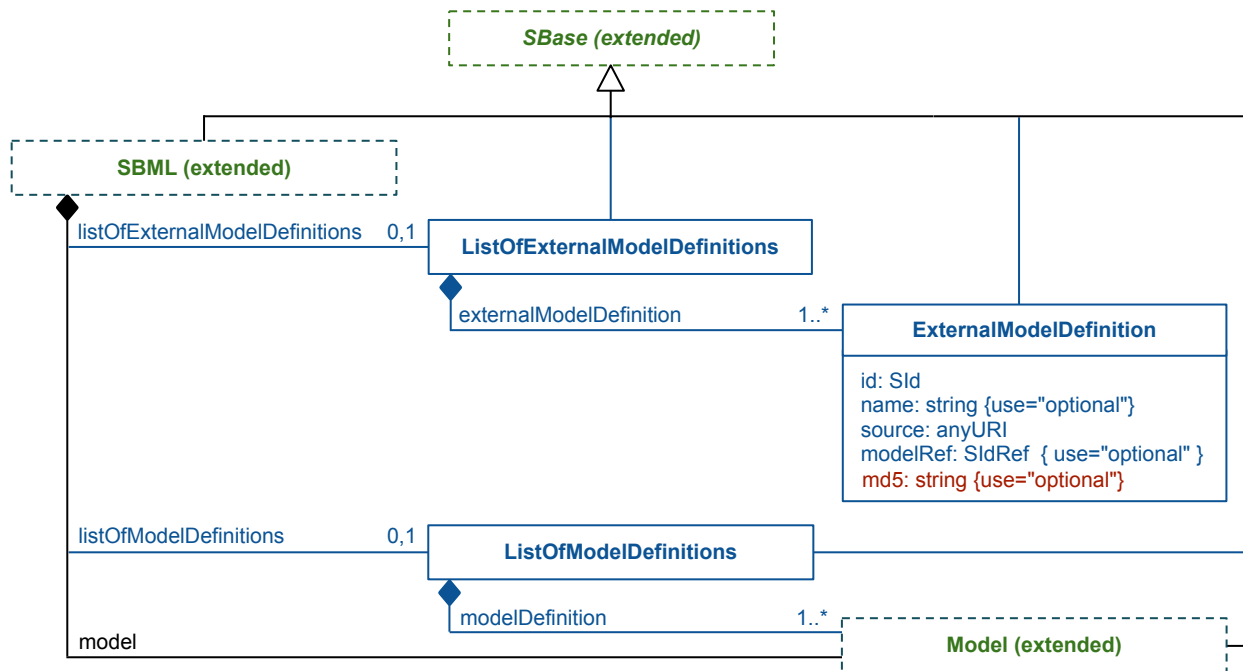 SBase (extended)
SBML (extended)
listOfExternalModelDefinitions 0,1
ListOfExternalModelDefinitions
externalModelDefinition 1..*
ExternalModelDefinition
id: SId
name: string {use="optional"}
source: anyURI
modelRef: SIdRef { use="optional" }
md5: string {use="optional"}
listOfModelDefinitions 0,1
ListOfModelDefinitions
modelDefinition 1..*
model
Model (extended)